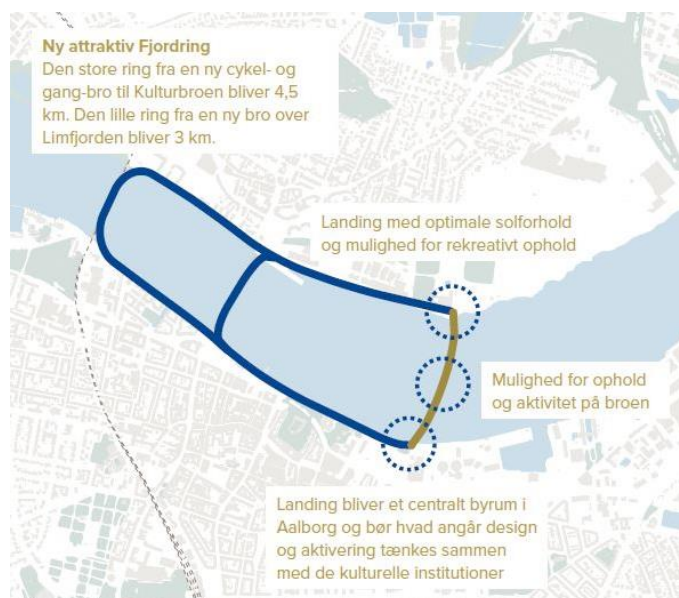 Ny attraktiv Fjordring
Den store ring fra en ny cykel- og
gang-bro til Kulturbroen bliver 4,5
km. Den lille ring fra en ny bro over
Limfjorden bliver 3 km.
Landing med optimale solforhold
og mulighed for rekreativt ophold
Mulighed for ophold
og aktivitet på broen
Landing bliver et centralt byrum i
Aalborg og bør hvad angår design
og aktivering tænkes sammen
med de kulturelle institutioner